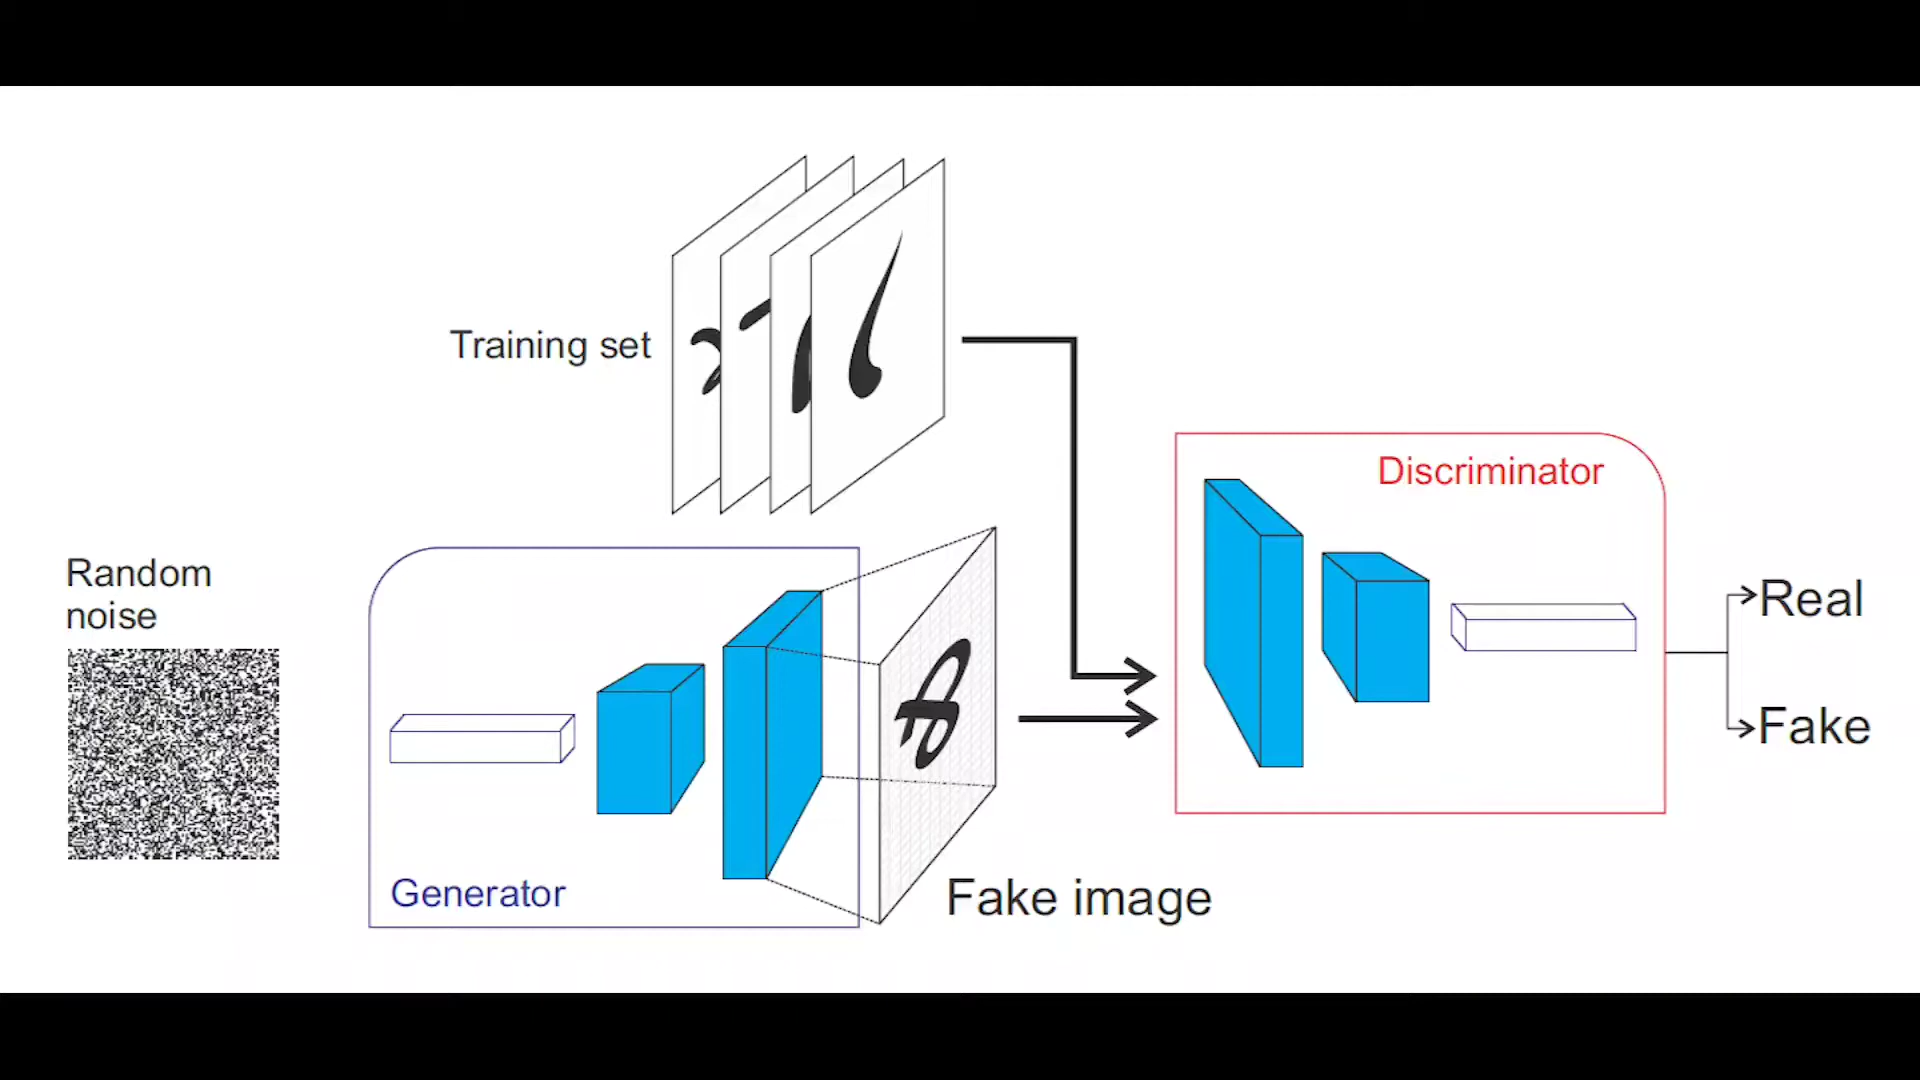 Training set
Discriminator
Random
noise
Real
Fake
Generator
Fake image